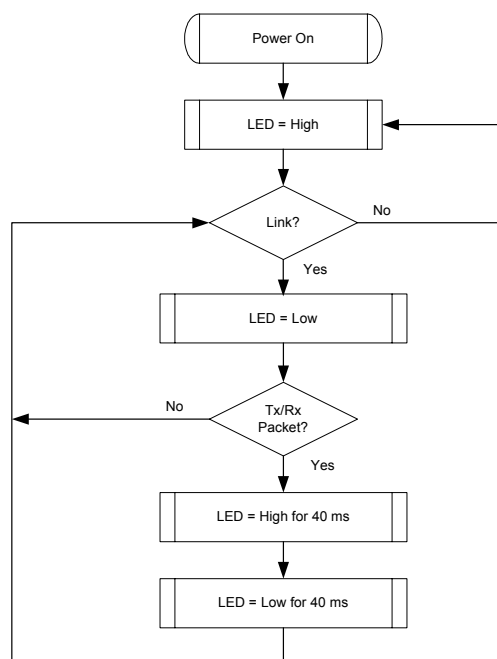 Power On
LED = High
Link?
No
Yes
LED = Low
Tx/Rx
Packet?
No
Yes
LED = High for 40 ms
LED = Low for 40 ms